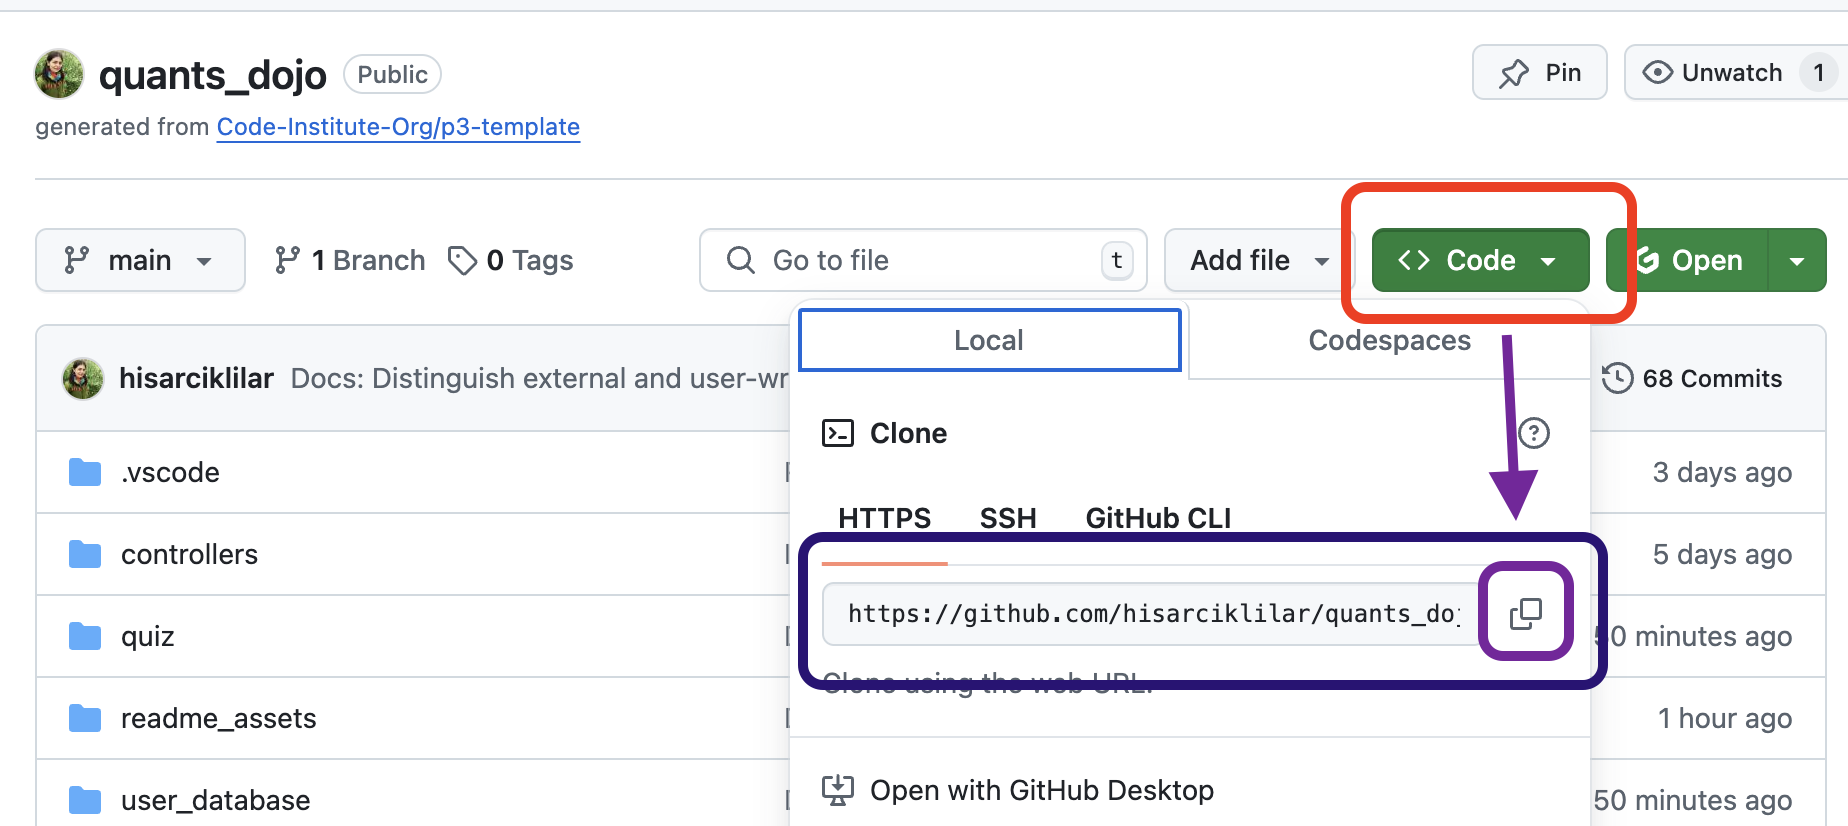 quants_dojo Public
Pin
Unwatch 1
generated from Code-Institute-Org/p3-template
main
1 Branch
0 Tags
Go to file t
Add file
Code
Open
Local
Codespaces
hisarciklilar Docs: Distinguish external and user-wr
68 Commits
Clone
.vscode
3 days ago
HTTPS SSH GitHub CLI
controllers
5 days ago
https://github.com/hisarciklilar/quants_do
quiz
50 minutes ago
Clone using the web URL.
readme_assets
1 hour ago
Open with GitHub Desktop
user_database
50 minutes ago